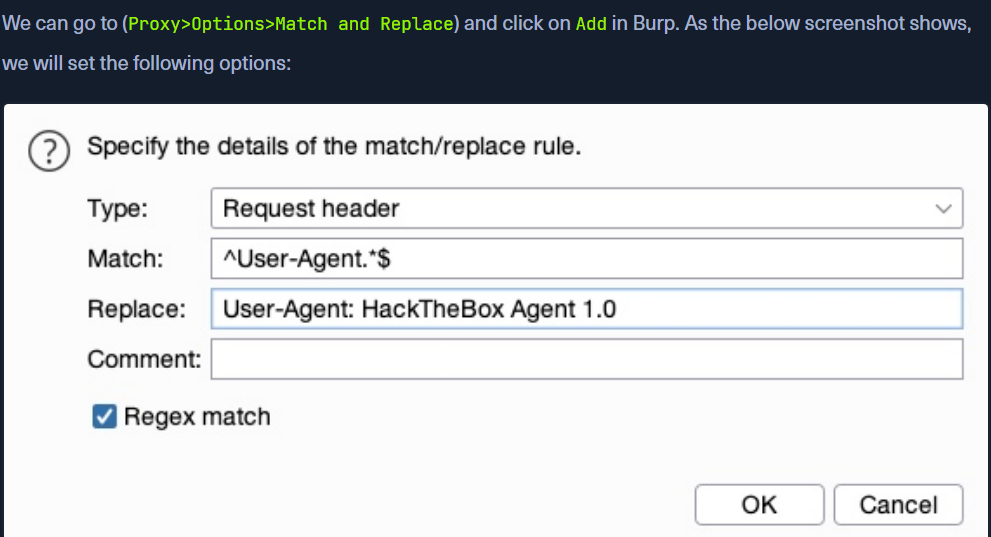 We can go to (Proxy>Options>Match and Replace) and click on Add in Burp. As the below screenshot shows,
we will set the following options:
?
Specify the details of the match/replace rule.
Type: Request header
Match: ^User-Agent.*$
Replace: User-Agent: HackTheBox Agent 1.0
Comment:
Regex match
OK Cancel